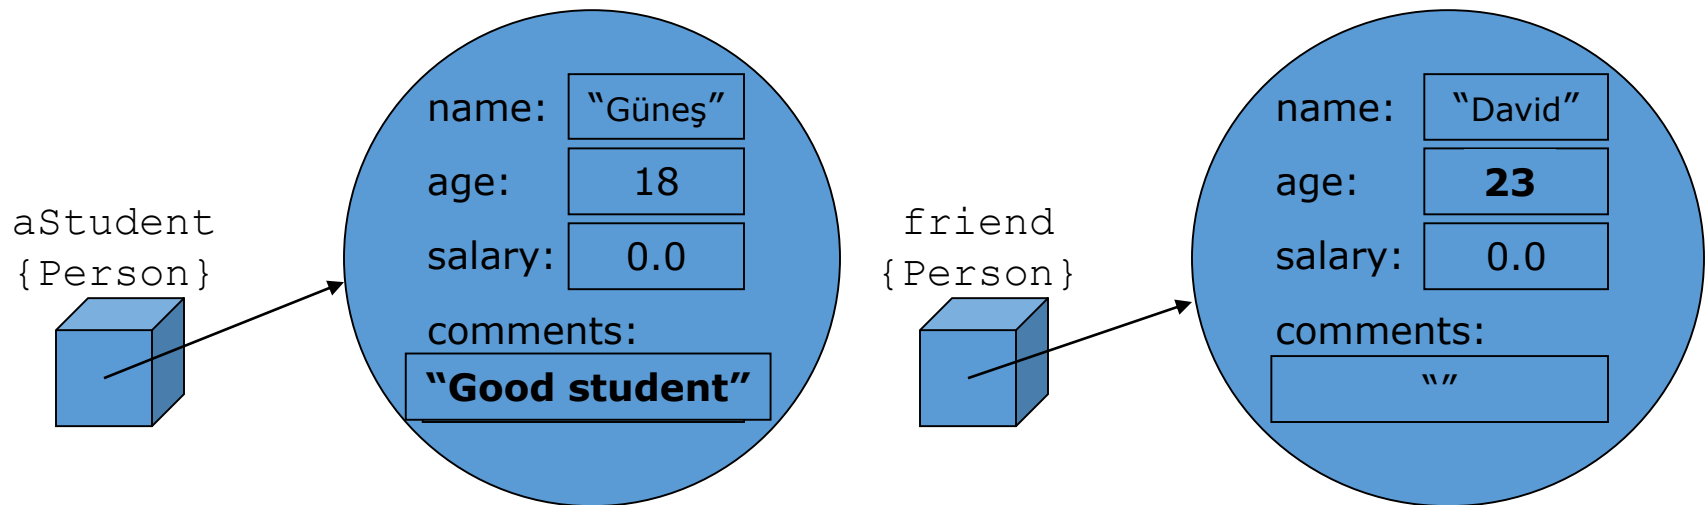 aStudent
{Person}
name: “Güneş”
age: 18
salary: 0.0
comments:
“Good student”
friend
{Person}
name: “David”
age: 23
salary: 0.0
comments:
“”